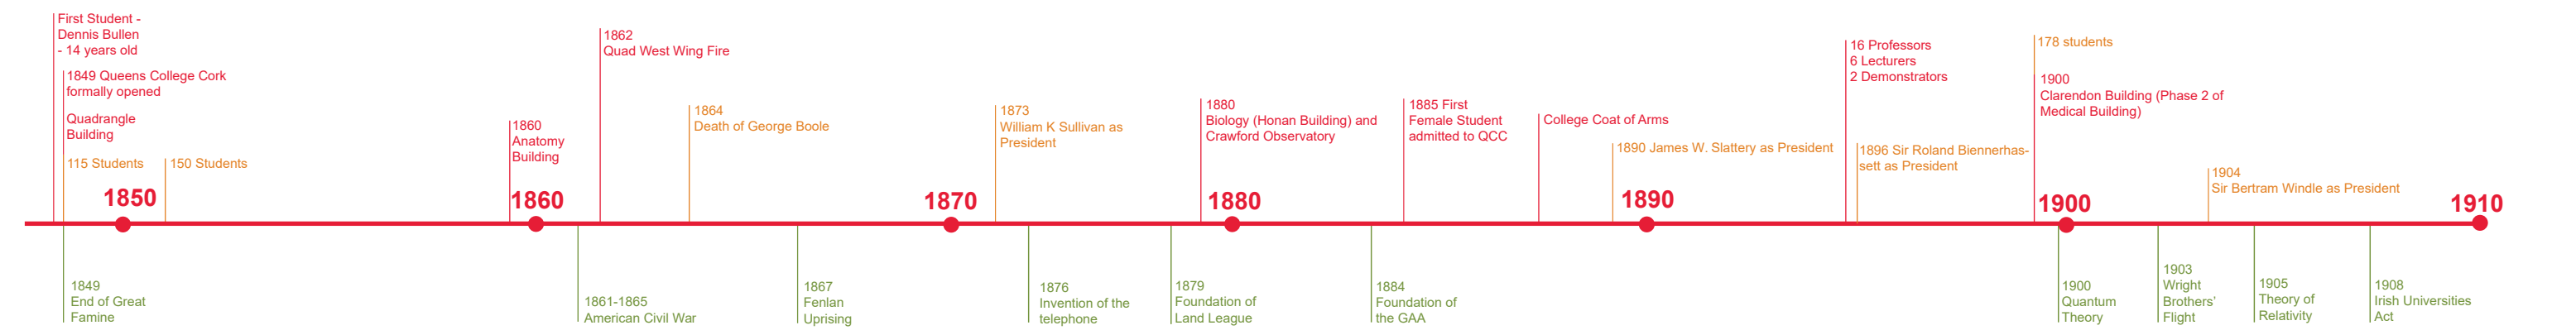 First Student -
Dennis Bullen
- 14 years old
1849 Queens College Cork
formally opened
Quadrangle
Building
115 Students
150 Students
1850
1860
Anatomy
Building
1860
1862
Quad West Wing Fire
1864
Death of George Boole
1870
1873
William K Sullivan as
President
1880
Biology (Honan Building) and
Crawford Observatory
1880
1885 First
Female Student
admitted to QCC
College Coat of Arms
1890 James W. Slattery as President
1890
16 Professors
6 Lecturers
2 Demonstrators
1896 Sir Roland Biennerhas-
sett as President
178 students
1900
Clarendon Building (Phase 2 of
Medical Building)
1900
1904
Sir Bertram Windle as President
1910
1849
End of Great
Famine
1861-1865
American Civil War
1867
Fenlan
Uprising
1876
Invention of the
telephone
1879
Foundation of
Land League
1884
Foundation of
the GAA
1900
Quantum
Theory
1903
Wright
Brothers'
Flight
1905
Theory of
Relativity
1908
Irish Universities
Act